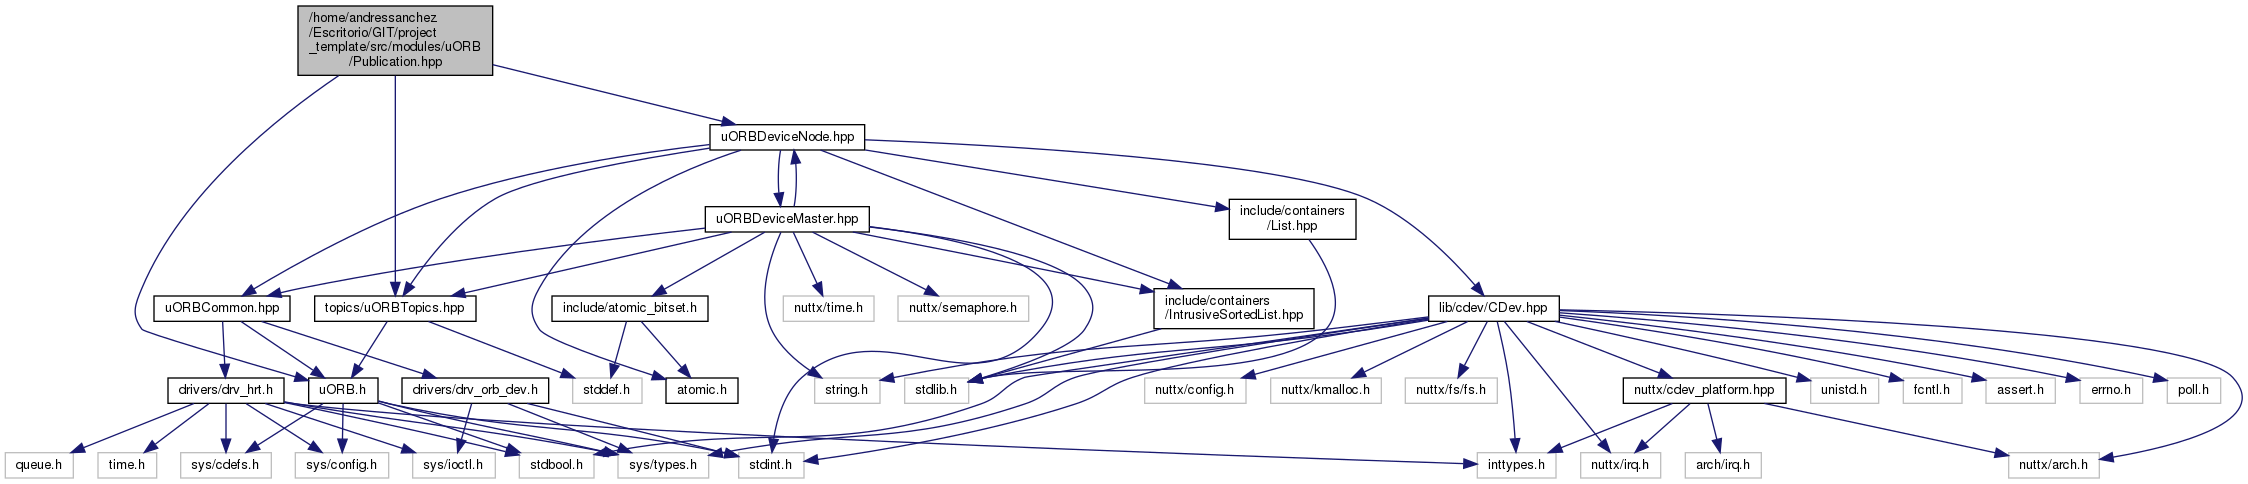 /home/andressanchez
/Escritorio/GIT/project
_template/src/modules/uORB
/Publication.hpp
uORBDeviceNode.hpp
uORBDeviceMaster.hpp
include/containers
/List.hpp
uORBCommon.hpp
topics/uORBTopics.hpp
include/atomic_bitset.h
nuttx/time.h
nuttx/semaphore.h
include/containers
/IntrusiveSortedList.hpp
lib/cdev/CDev.hpp
drivers/drv_hrt.h
uORB.h
drivers/drv_orb_dev.h
stddef.h
atomic.h
string.h
stdlib.h
nuttx/config.h
nuttx/kmalloc.h
nuttx/fs/fs.h
nuttx/cdev_platform.hpp
unistd.h
fcntl.h
assert.h
errno.h
poll.h
queue.h
time.h
sys/cdefs.h
sys/config.h
sys/ioctl.h
stdbool.h
sys/types.h
stdint.h
inttypes.h
nuttx/irq.h
arch/irq.h
nuttx/arch.h